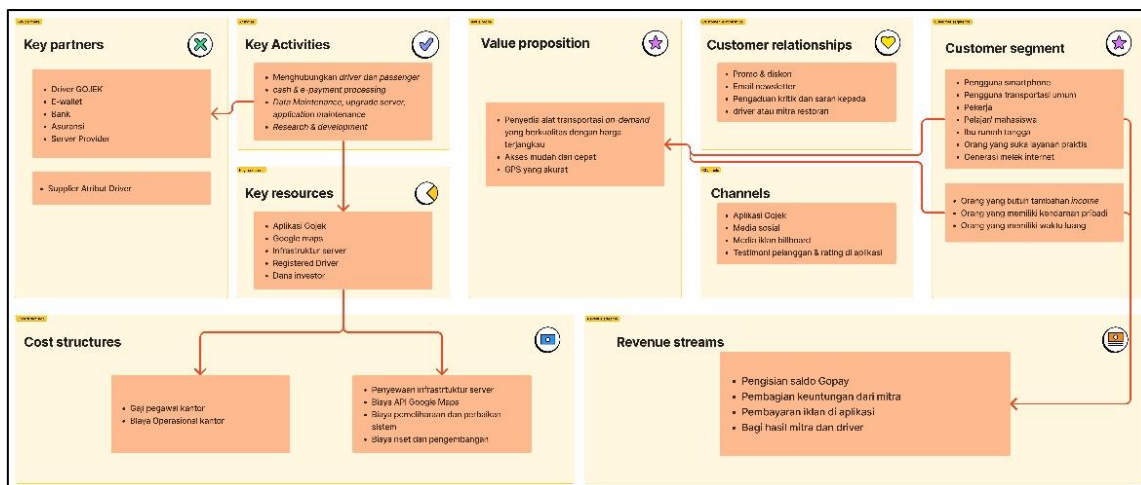 Key partners
Driver GOJEK
E-wallet
Bank
Asuransi
Server Provider
Supplier Atribut Driver
Key Activities
Menghubungkan driver dan passenger
cash & e-payment processing
Data Maintenance, upgrade server,
application maintenance
Research & development
Key resources
Aplikasi Gojek
Google maps
Infrastruktur server
Registered Driver
Dana investor
Value proposition
Penyedia alat transportasi on-demand
yang berkualitas dengan harga
terjangkau
Akses mudah dan cepat
GPS yang akurat
Customer relationships
Promo & diskon
Email newsletter
Pengaduan kritik dan saran kepada
driver atau mitra restoran
Channels
Aplikasi Gojek
Media sosial
Media iklan billboard
Testimoni pelanggan & rating di aplikasi
Customer segment
Pengguna smartphone
Pengguna transportasi umum
Pekerja
Pelajar/ mahasiswa
Ibu rumah tangga
Orang yang suka layanan praktis
Generasi melek internet
Orang yang butuh tambahan income
Orang yang memiliki kendaraan pribadi
Orang yang memiliki waktu luang
Cost structures
Gaji pegawai kantor
Biaya Operasional kantor
Penyewaan infrastrtuktur server
Biaya API Google Maps
Biaya pemeliharaan dan perbaikan
sistem
Biaya riset dan pengembangan
Revenue streams
Pengisian saldo Gopay
Pembagian keuntungan dari mitra
Pembayaran iklan di aplikasi
Bagi hasil mitra dan driver